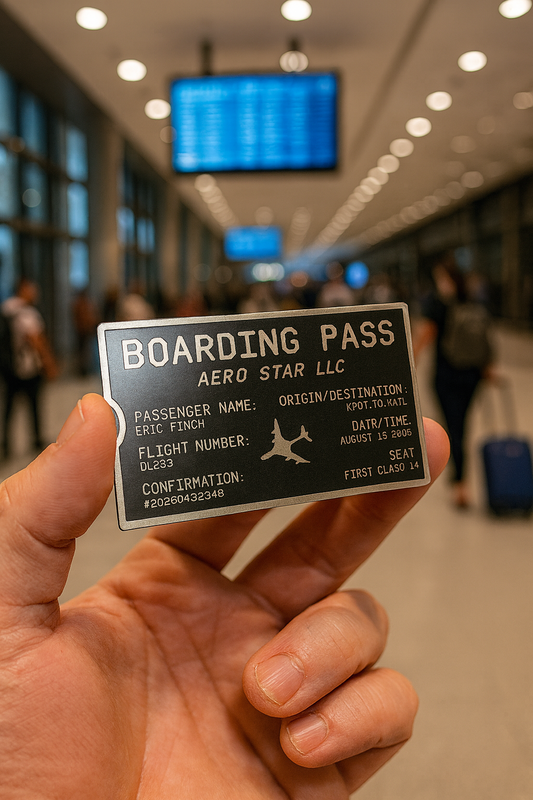 BOARDING PASS
AERO STAR LLC
PASSENGER NAME:
ERIC FINCH
ORIGIN/DESTINATION:
KPOT.TO.KATL
FLIGHT NUMBER:
DL233
DATR/TIME.
AUGUST 15 2805
CONFIRMATION:
#20260432348
SEAT
FIRST CLASO 14